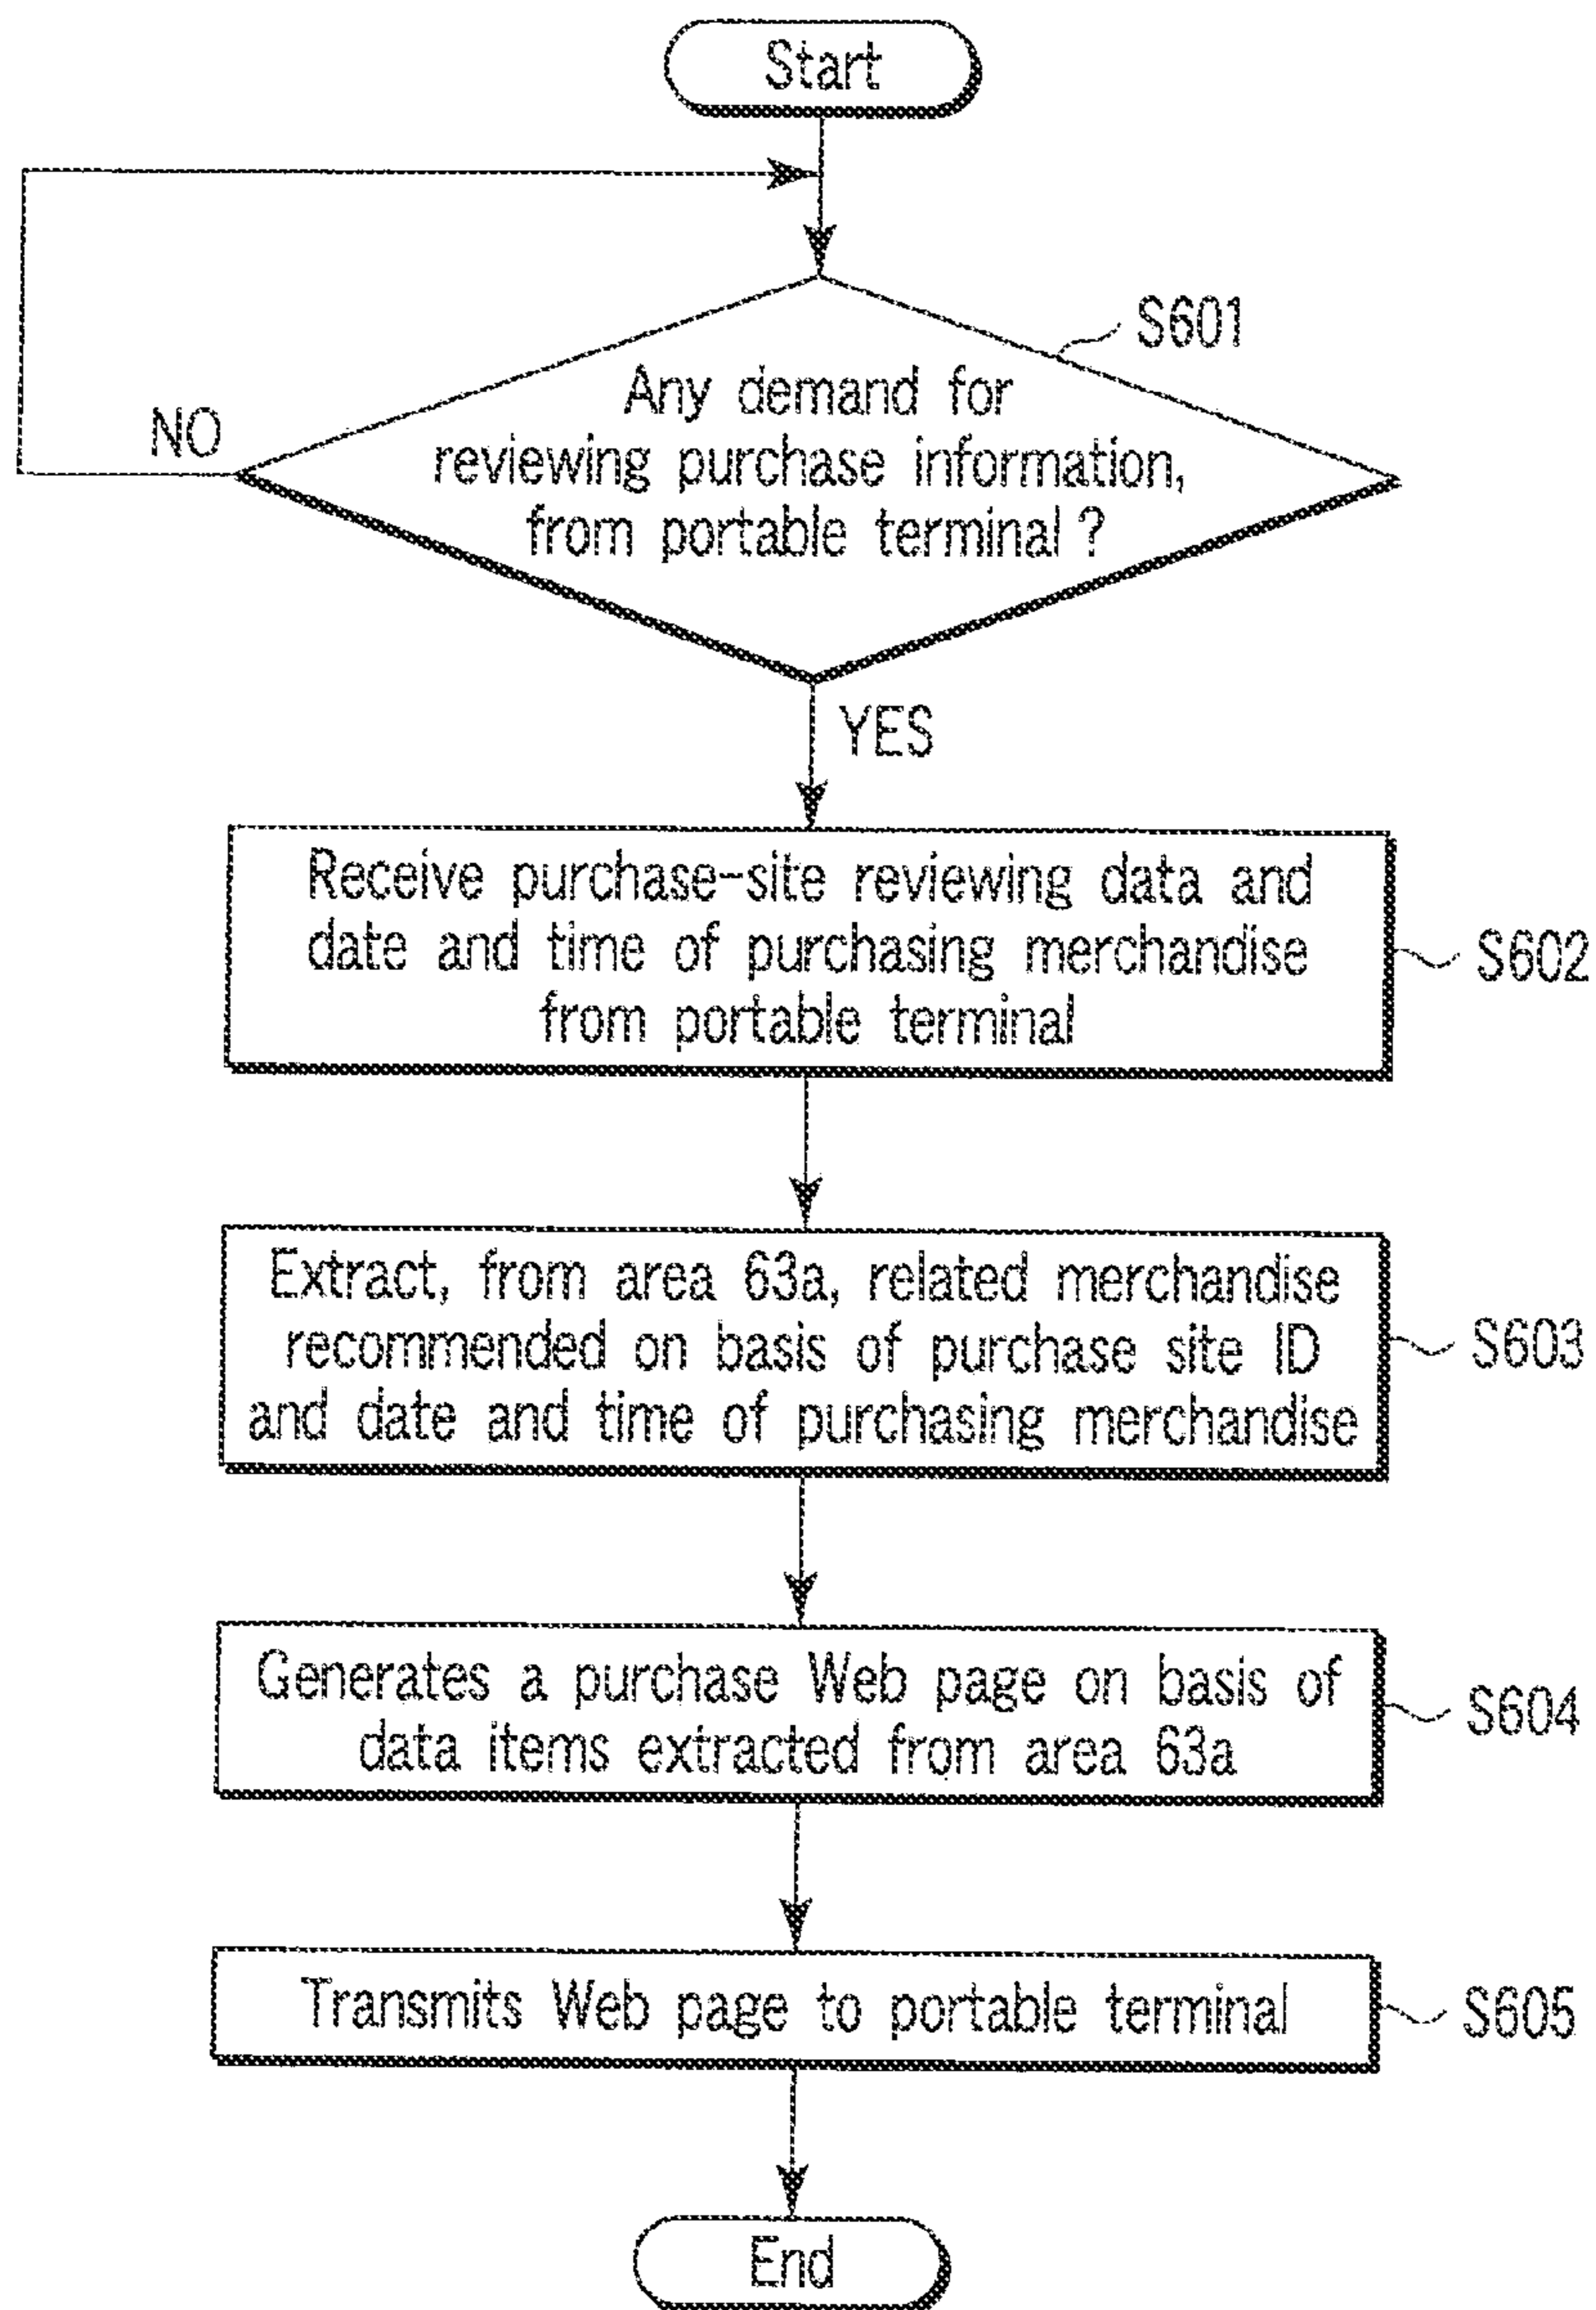 Start
S601
Any demand for
reviewing purchase information,
from portable terminal ?
NO
YES
Receive purchase-site reviewing data and
date and time of purchasing merchandise
from portable terminal
S602
Extract, from area 63a, related merchandise
recommended on basis of purchase site ID
and date and time of purchasing merchandise
S603
Generates a purchase Web page on basis of
data items extracted from area 63a
S604
Transmits Web page to portable terminal
S605
End